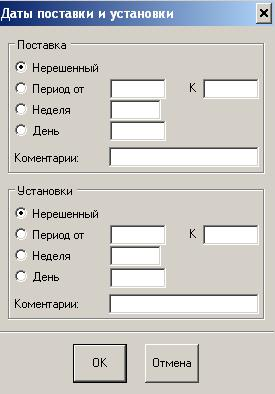 Даты поставки и установки
Поставка
Нерешенный
Период от К
Неделя
День
Коментарии:
Установки
Нерешенный
Период от К
Неделя
День
Коментарии:
OK Отмена